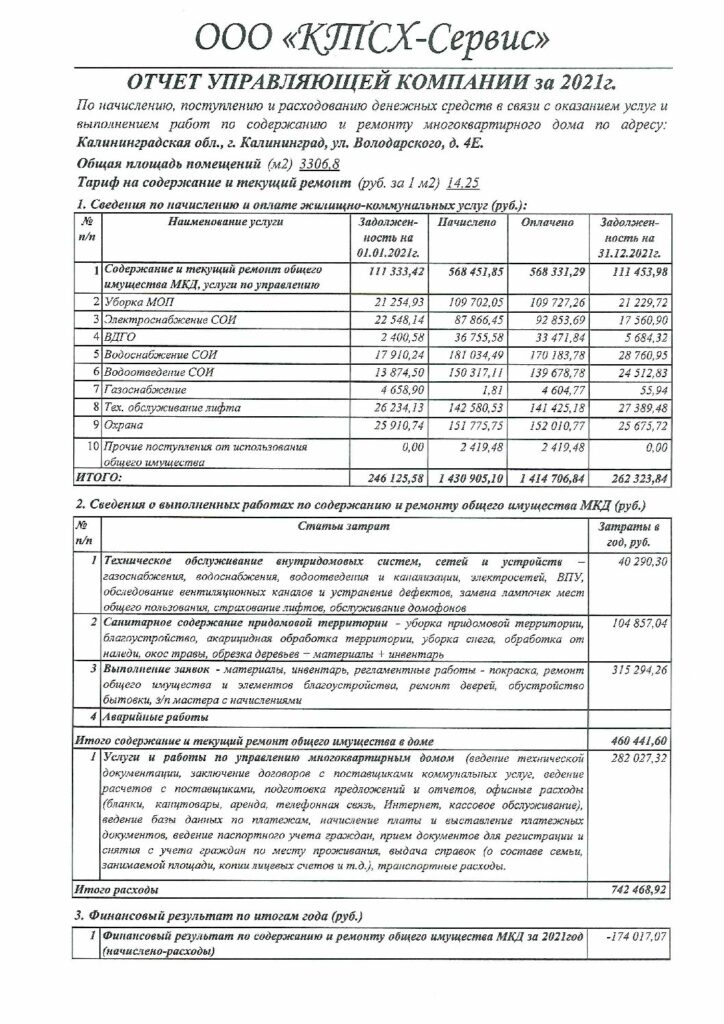 ООО «КТСХ-Сервис»
ОТЧЕТ УПРАВЛЯЮЩЕЙ КОМПАНИИ за 2021г.
По начислению, поступлению и расходованию денежных средств в связи с оказанием услуг и
выполнением работ по содержанию и ремонту многоквартирного дома по адресу:
Калининградская обл., г. Калининград, ул. Володарского, д. 4Е.
Общая площадь помещений (м2) 3306,8
Тариф на содержание и текущий ремонт (руб. за 1 м2) 14,25
1. Сведения по начислению и оплате жилищно-коммунальных услуг (руб.):
№ Наименование услуги Задолжен- Начислено Оплачено Задолжен-
п/п ность на ность на
01.01.2021г. 31.12.2021г.
1 Содержание и текущий ремонт общего 111 333,42 568 451,85 568 331,29 111 453,98
имущества МКД, услуги по управлению
2 Уборка МОП 21 254,93 109 702,05 109 727,26 21 229,72
3 Электроснабжение СОИ 22 548,14 87 866,45 92 853,69 17 560,90
4 ВДГО 2 400,58 36 755,58 33 471,84 5 684,32
5 Водоснабжение СОИ 17 910,24 181 034,49 170 183,78 28 760,95
6 Водоотведение СОИ 13 874,50 150 317,11 139 678,78 24 512,83
7 Газоснабжение 4 658,90 1,81 4 604,77 55,94
8 Тех. обслуживание лифта 26 234,13 142 580,53 141 425,18 27 389,48
9 Охрана 25 910,74 151 775,75 152 010,77 25 675,72
10 Прочие поступления от использования 0,00 2 419,48 2 419,48 0,00
общего имущества
ИТОГО: 246 125,58 1 430 905,10 1 414 706,84 262 323,84
2. Сведения о выполненных работах по содержанию и ремонту общего имущества МКД (руб.)
№ Статьи затрат Затраты в
п/п год, руб.
1 Техническое обслуживание внутридомовых систем, сетей и устройств – 40 290,30
газоснабжения, водоснабжения, водоотведения и канализации, электросетей, ВПУ,
обследование вентиляционных каналов и устранение дефектов, замена лампочек мест
общего пользования, страхование лифтов, обслуживание домофонов
2 Санитарное содержание придомовой территории - уборка придомовой территории, 104 857,04
благоустройство, акарицидная обработка территории, уборка снега, обработка от
наледи, окос травы, обрезка деревьев – материалы + инвентарь
3 Выполнение заявок - материалы, инвентарь, регламентные работы - покраска, ремонт 315 294,26
общего имущества и элементов благоустройства, ремонт дверей, обустройство
бытовки, з/п мастера с начислениями
4 Аварийные работы
Итого содержание и текущий ремонт общего имущества в доме 460 441,60
1 Услуги и работы по управлению многоквартирным домом (ведение технической 282 027,32
документации, заключение договоров с поставщиками коммунальных услуг, ведение
расчетов с поставщиками, подготовка предложений и отчетов, офисные расходы
(бланки, канцтовары, аренда, телефонная связь, Интернет, кассовое обслуживание),
ведение базы данных по платежам, начисление платы и выставление платежных
документов, ведение паспортного учета граждан, прием документов для регистрации и
снятия с учета граждан по месту проживания, выдача справок (о составе семьи,
занимаемой площади, копии лицевых счетов и т.д.), транспортные расходы.
Итого расходы 742 468,92
3. Финансовый результат по итогам года (руб.)
1 Финансовый результат по содержанию и ремонту общего имущества МКД за 2021год -174 017,07
(начислено-расходы)